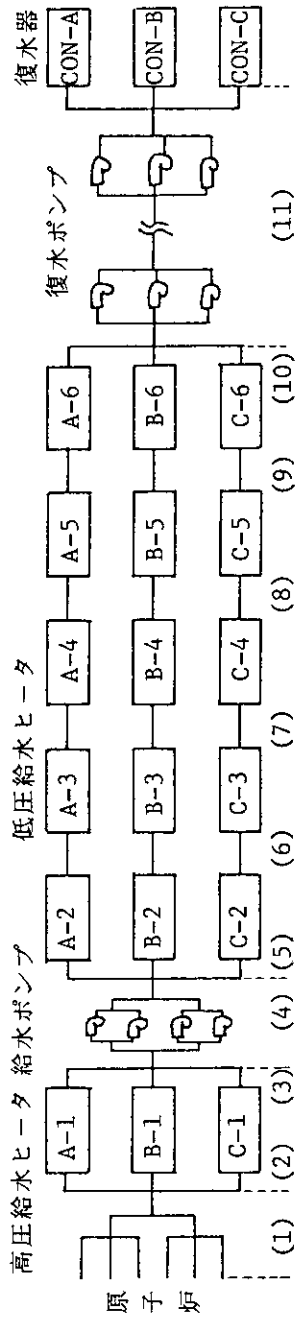 高圧給水ヒータ 給水ポンプ 低圧給水ヒータ 復水ポンプ 復水器
原子炉
A-1 A-2 A-3 A-4 A-5 A-6 CON-A
B-1 B-2 B-3 B-4 B-5 B-6 CON-B
C-1 C-2 C-3 C-4 C-5 C-6 CON-C
(1) (2) (3) (4) (5) (6) (7) (8) (9) (10) (11)